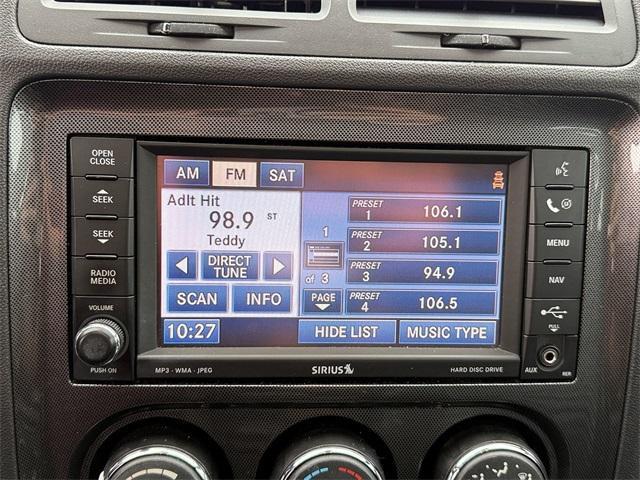 OPEN
CLOSE
SEEK
SEEK
RADIO
MEDIA
VOLUME
PUSH ON
AM FM SAT
Adlt Hit
98.9 ST
Teddy
DIRECT
TUNE
SCAN INFO
10:27
1
of 3
PAGE
PRESET
1 106.1
PRESET
2 105.1
PRESET
3 94.9
PRESET
4 106.5
HIDE LIST MUSIC TYPE
MP3 - WMA - JPEG
SIRIUS
HARD DISC DRIVE
MENU
NAV
PULL
AUX